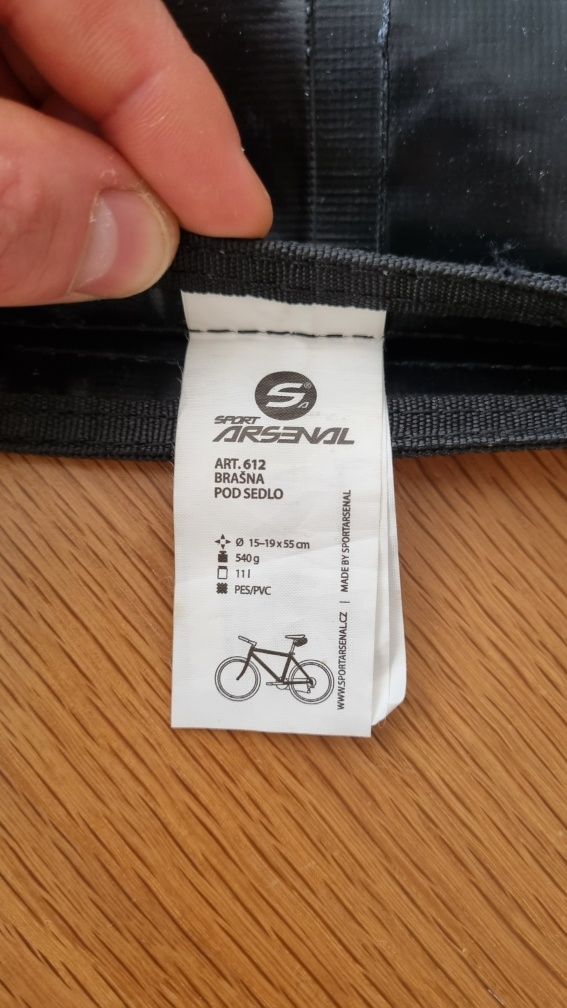 S®
A
SPORT
ARSENAL
ART. 612
BRAŠNA
POD SEDLO
Ø 15–19 x 55 cm
540 g
11 l
PES/PVC
WWW.SPORTARSENAL.CZ | MADE BY SPORTARSENAL